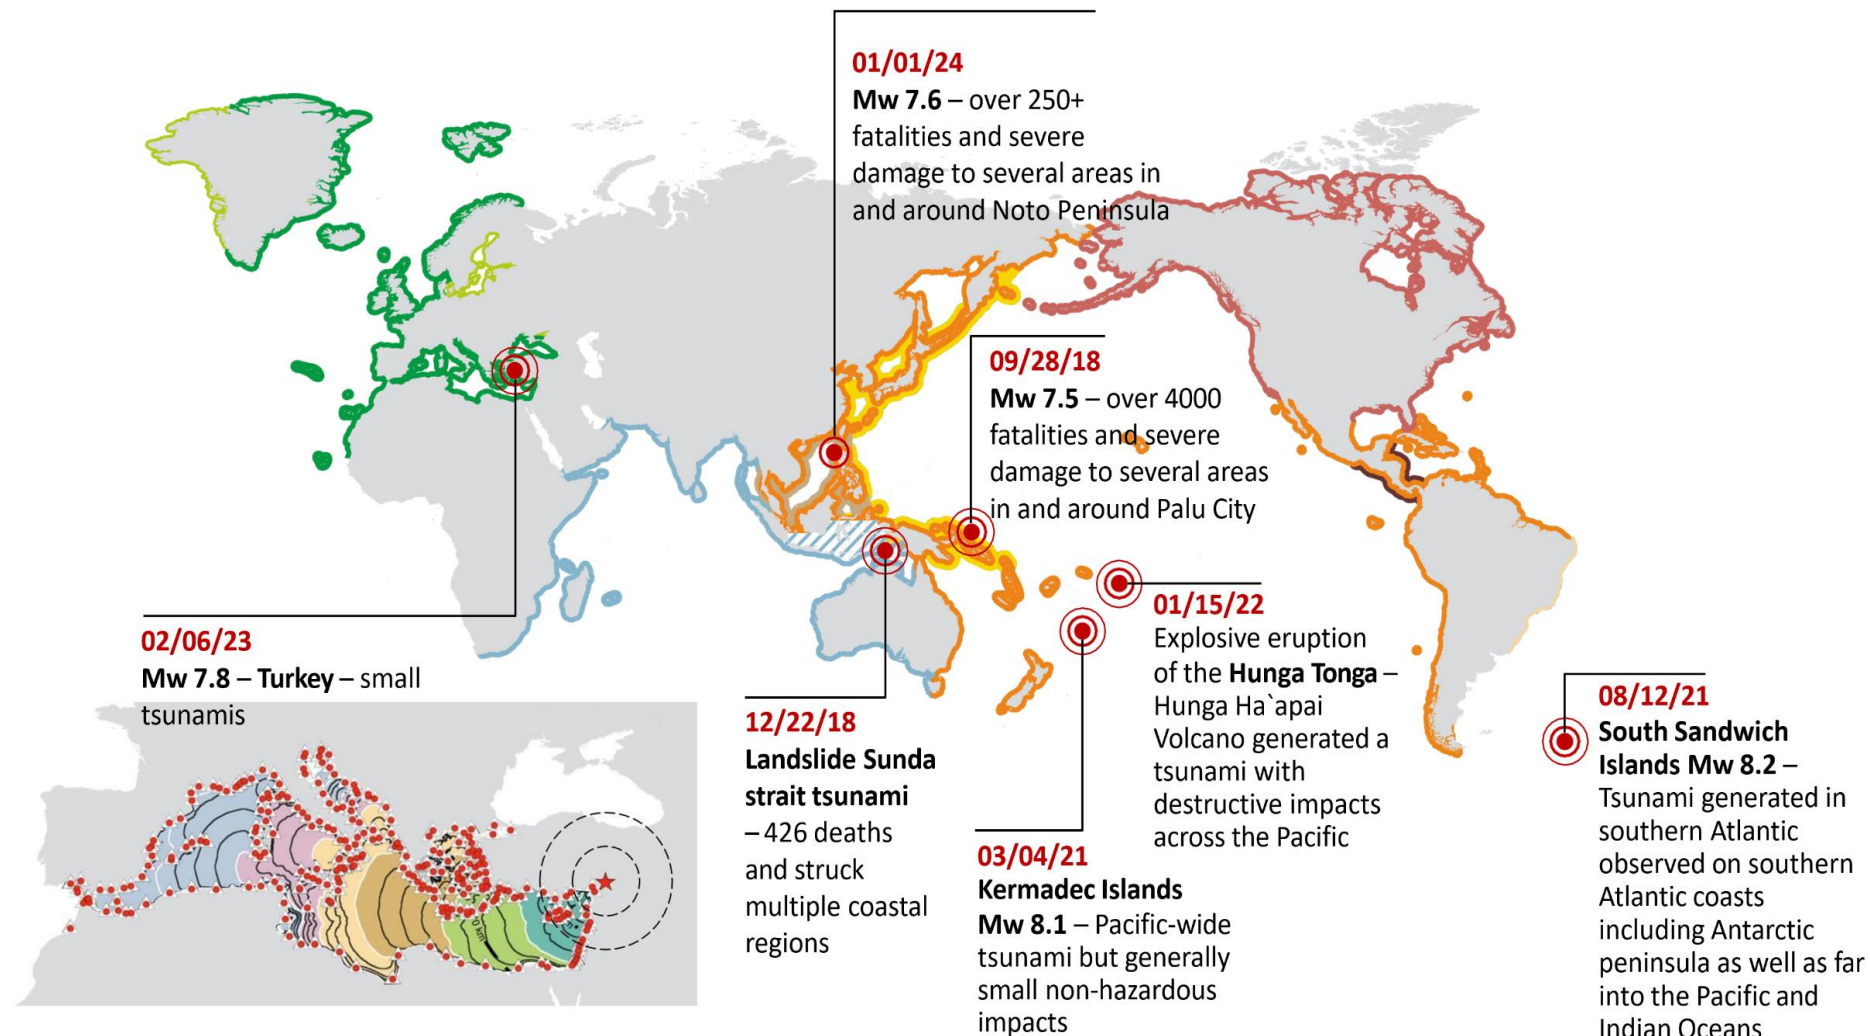 01/01/24
Mw 7.6 – over 250+
fatalities and severe
damage to several areas in
and around Noto Peninsula
09/28/18
Mw 7.5 – over 4000
fatalities and severe
damage to several areas
in and around Palu City
02/06/23
Mw 7.8 – Turkey – small
tsunamis
12/22/18
Landslide Sunda
strait tsunami
– 426 deaths
and struck
multiple coastal
regions
03/04/21
Kermadec Islands
Mw 8.1 – Pacific-wide
tsunami but generally
small non-hazardous
impacts
01/15/22
Explosive eruption
of the Hunga Tonga –
Hunga Ha`apai
Volcano generated a
tsunami with
destructive impacts
across the Pacific
08/12/21
South Sandwich
Islands Mw 8.2 –
Tsunami generated in
southern Atlantic
observed on southern
Atlantic coasts
including Antarctic
peninsula as well as far
into the Pacific and
Indian Oceans